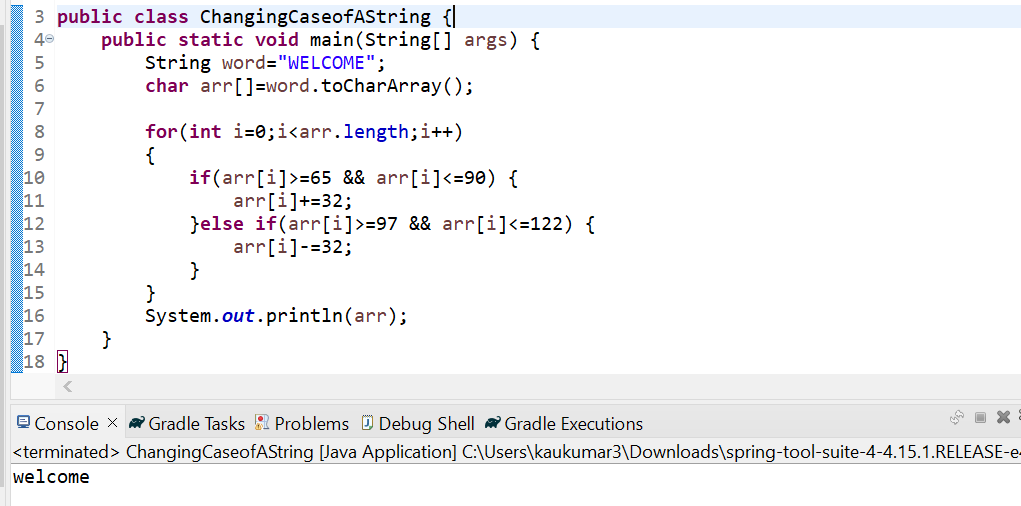 3 public class ChangingCaseofAString {
4 public static void main(String[] args) {
5 String word="WELCOME";
6 char arr[]=word.toCharArray();
7
8 for(int i=0;i<arr.length;i++)
9 {
10 if(arr[i]>=65 && arr[i]<=90) {
11 arr[i]+=32;
12 }else if(arr[i]>=97 && arr[i]<=122) {
13 arr[i]-=32;
14 }
15 }
16 System.out.println(arr);
17 }
18 }
Console Gradle Tasks Problems Debug Shell Gradle Executions
<terminated> ChangingCaseofAString [Java Application] C:\Users\kaukumar3\Downloads\spring-tool-suite-4-4.15.1.RELEASE-e4
welcome